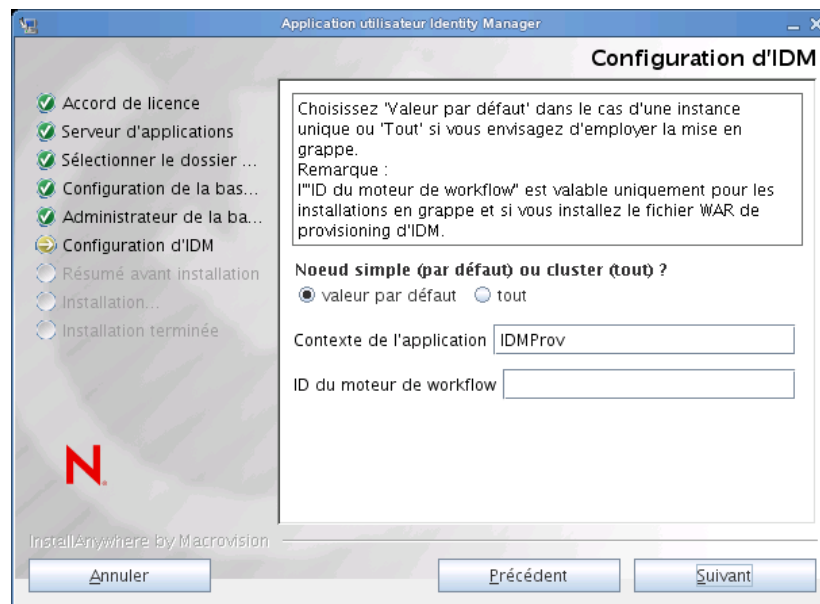 Application utilisateur Identity Manager
Configuration d'IDM
Accord de licence
Serveur d'applications
Sélectionner le dossier ...
Configuration de la bas...
Administrateur de la ba...
Configuration d'IDM
Résumé avant installation
Installation...
Installation terminée
Choisissez 'Valeur par défaut' dans le cas d'une instance
unique ou 'Tout' si vous envisagez d'employer la mise en
grappe.
Remarque :
l'"ID du moteur de workflow" est valable uniquement pour les
installations en grappe et si vous installez le fichier WAR de
provisioning d'IDM.
Noeud simple (par défaut) ou cluster (tout) ?
valeur par défaut tout
Contexte de l'application IDMProv
ID du moteur de workflow
N.
InstallAnywhere by Macrovision
Annuler Précédent Suivant